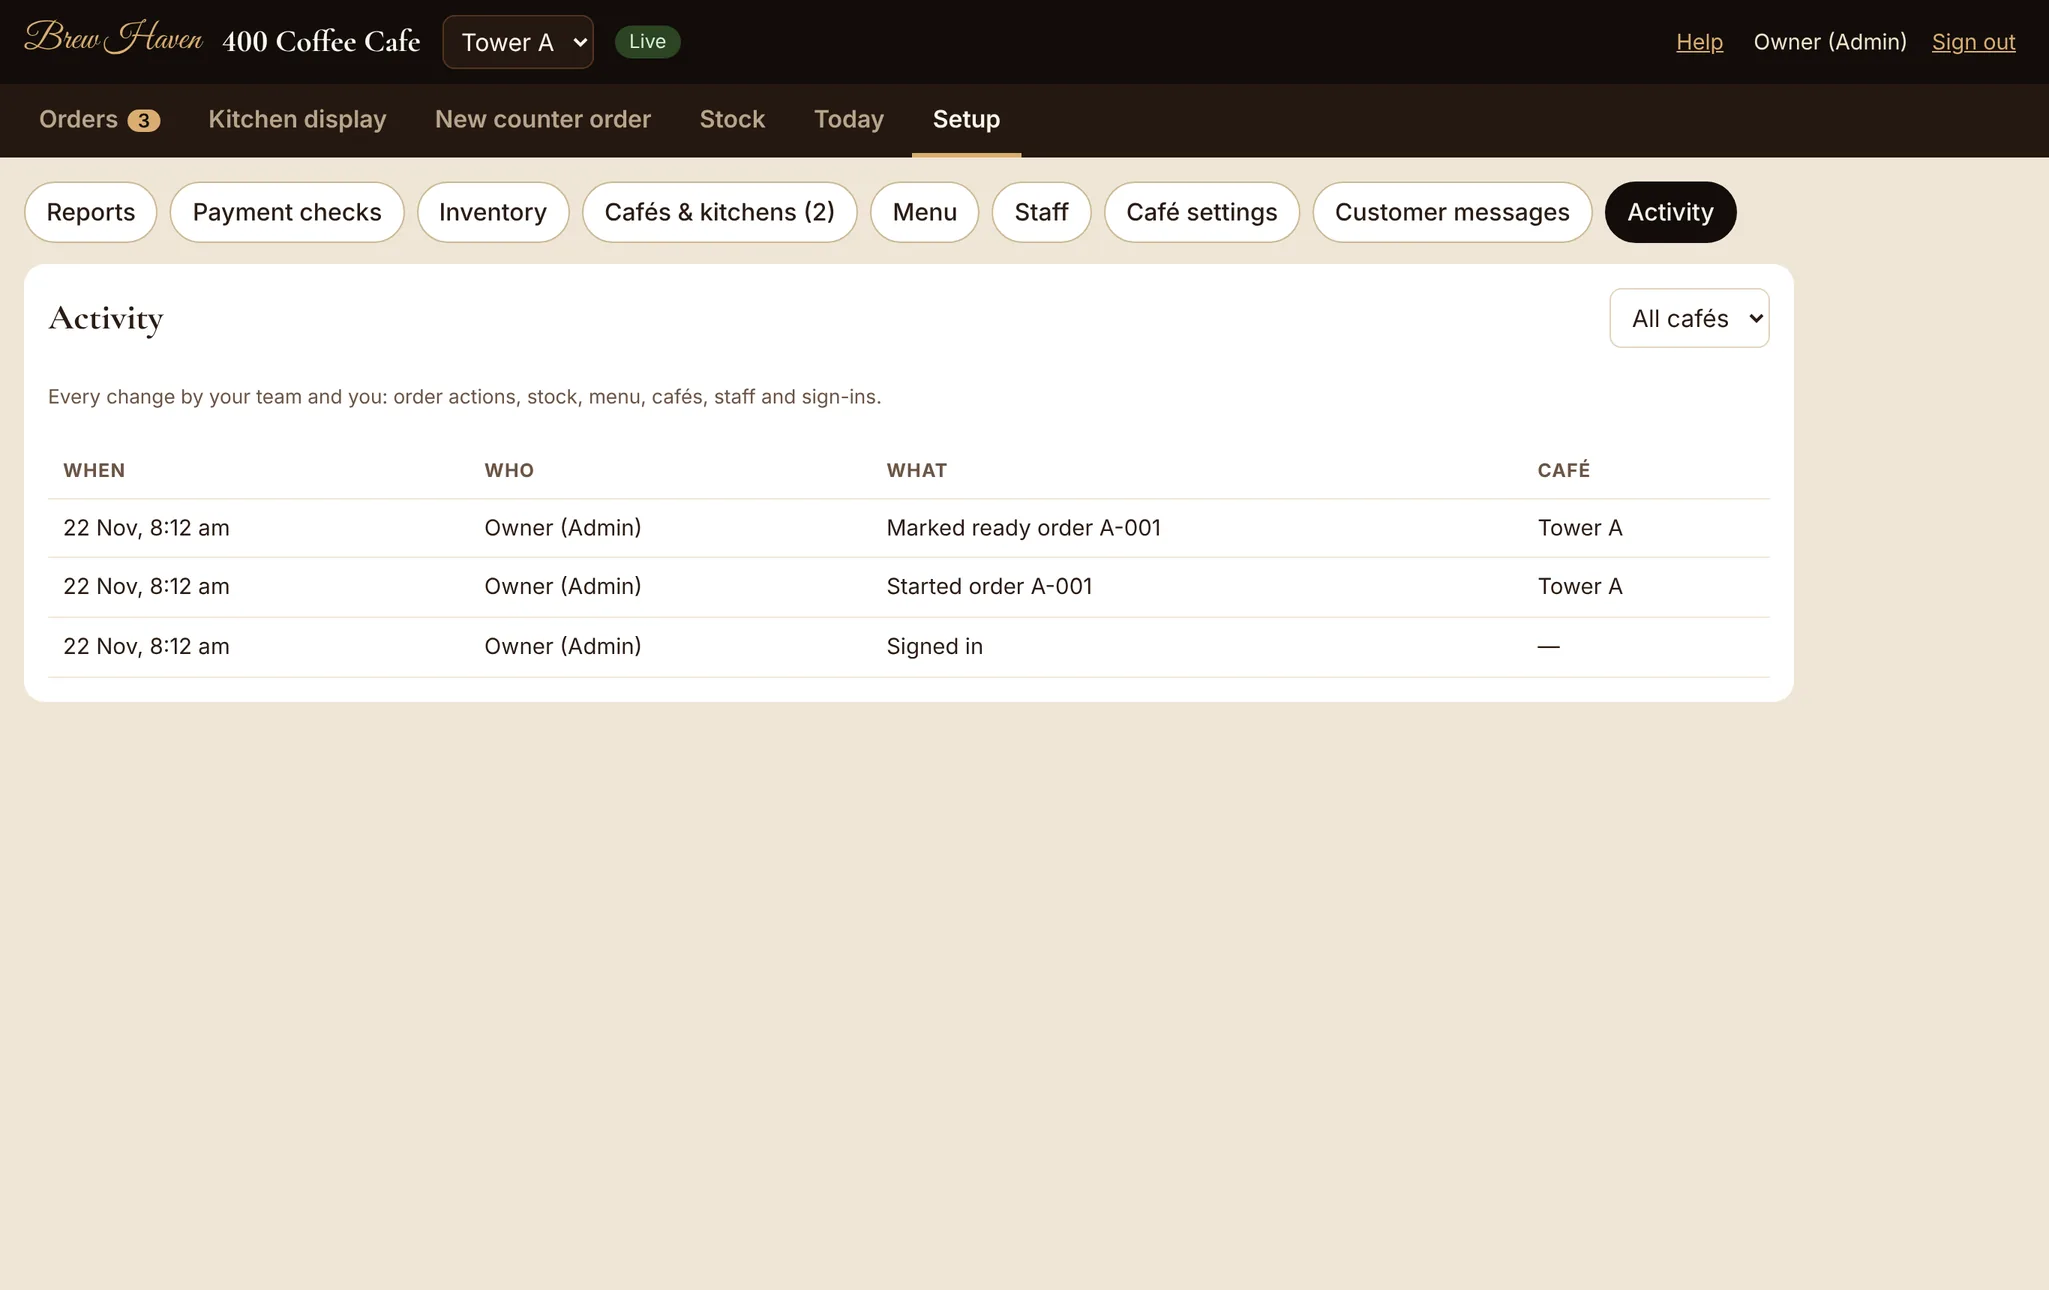 Brew Haven 400 Coffee Cafe Tower A Live Help Owner (Admin) Sign out
Orders 3 Kitchen display New counter order Stock Today Setup
Reports Payment checks Inventory Cafés & kitchens (2) Menu Staff Café settings Customer messages Activity
Activity All cafés
Every change by your team and you: order actions, stock, menu, cafés, staff and sign-ins.
WHEN WHO WHAT CAFÉ
22 Nov, 8:12 am Owner (Admin) Marked ready order A-001 Tower A
22 Nov, 8:12 am Owner (Admin) Started order A-001 Tower A
22 Nov, 8:12 am Owner (Admin) Signed in —